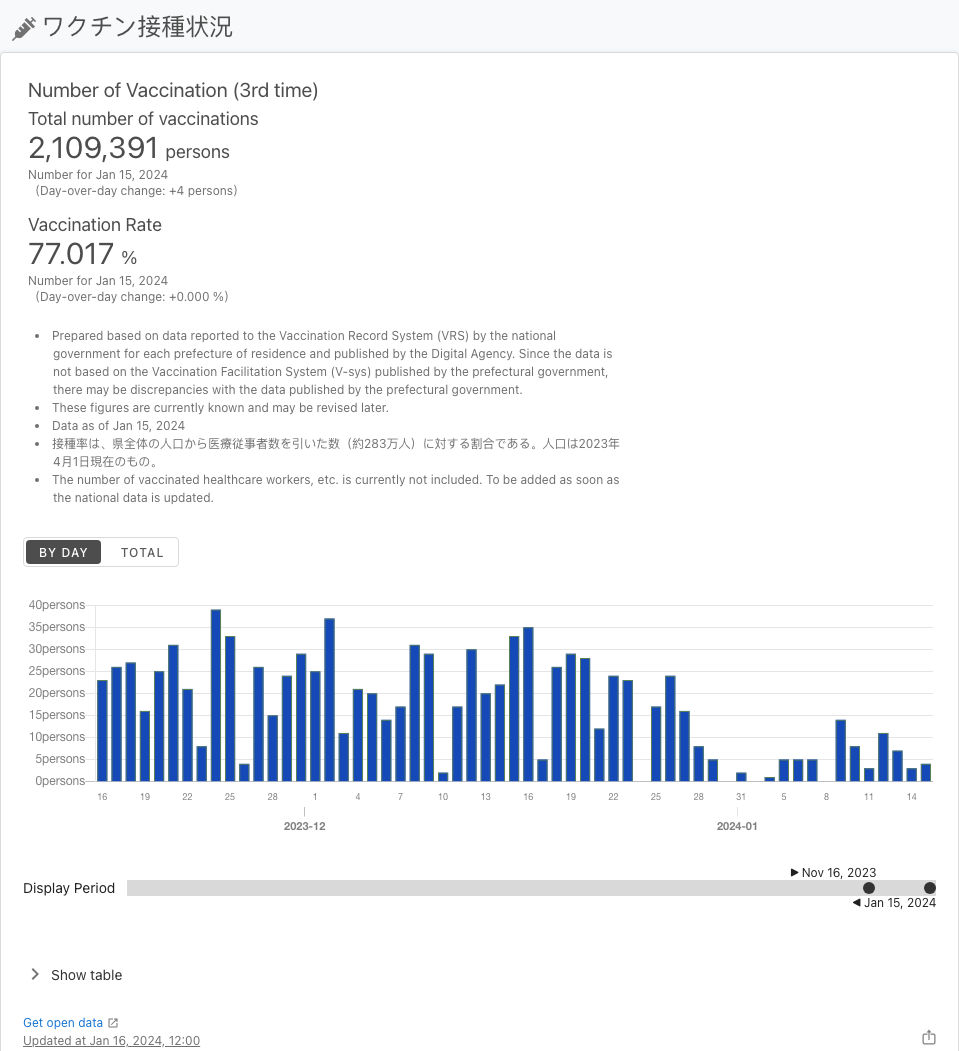 ワクチン接種状況
Number of Vaccination (3rd time)
Total number of vaccinations
2,109,391 persons
Number for Jan 15, 2024
(Day-over-day change: +4 persons)
Vaccination Rate
77.017 %
Number for Jan 15, 2024
(Day-over-day change: +0.000 %)
• Prepared based on data reported to the Vaccination Record System (VRS) by the national
government for each prefecture of residence and published by the Digital Agency. Since the data is
not based on the Vaccination Facilitation System (V-sys) published by the prefectural government,
there may be discrepancies with the data published by the prefectural government.
• These figures are currently known and may be revised later.
• Data as of Jan 15, 2024
• 接種率は、県全体の人口から医療従事者数を引いた数（約283万人）に対する割合である。人口は2023年
4月1日現在のもの。
• The number of vaccinated healthcare workers, etc. is currently not included. To be added as soon as
the national data is updated.
BY DAY TOTAL
40persons
35persons
30persons
25persons
20persons
15persons
10persons
5persons
0persons
16 19 22 25 28 1 4 7 10 13 16 19 22 25 28 31 5 8 11 14
2023-12 2024-01
Nov 16, 2023
Display Period
Jan 15, 2024
Show table
Get open data
Updated at Jan 16, 2024, 12:00